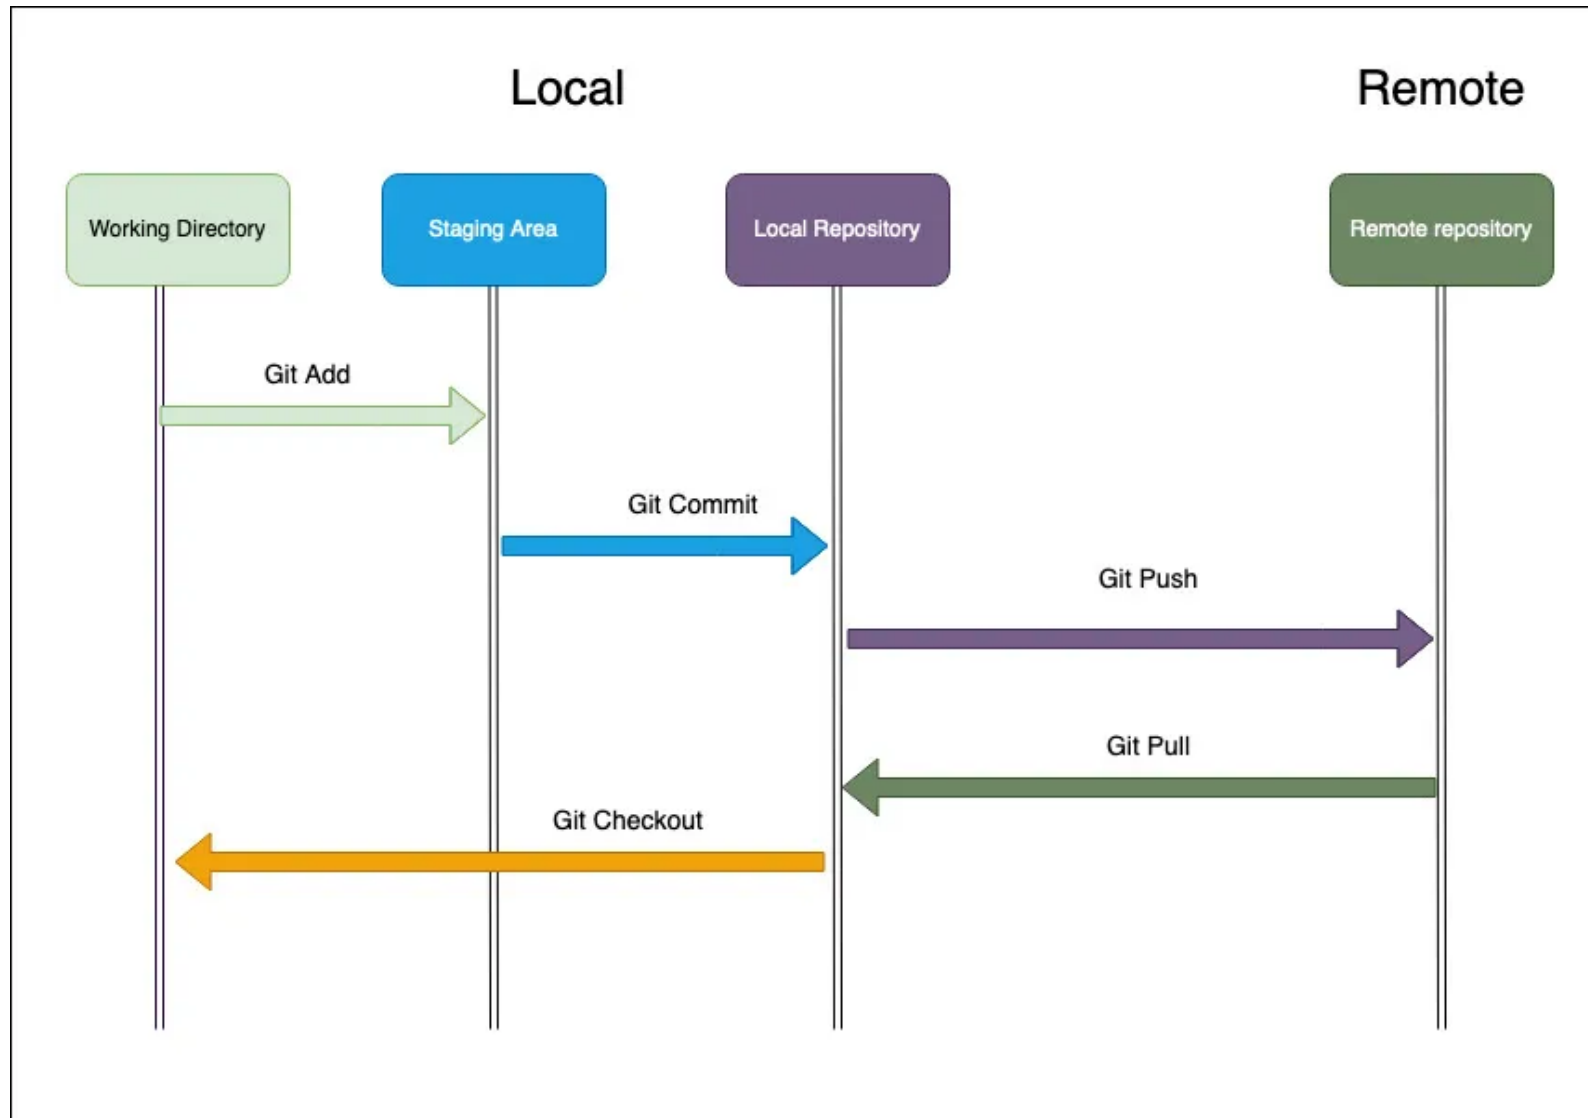 Local
Remote
Working Directory
Staging Area
Local Repository
Remote repository
Git Add
Git Commit
Git Push
Git Pull
Git Checkout